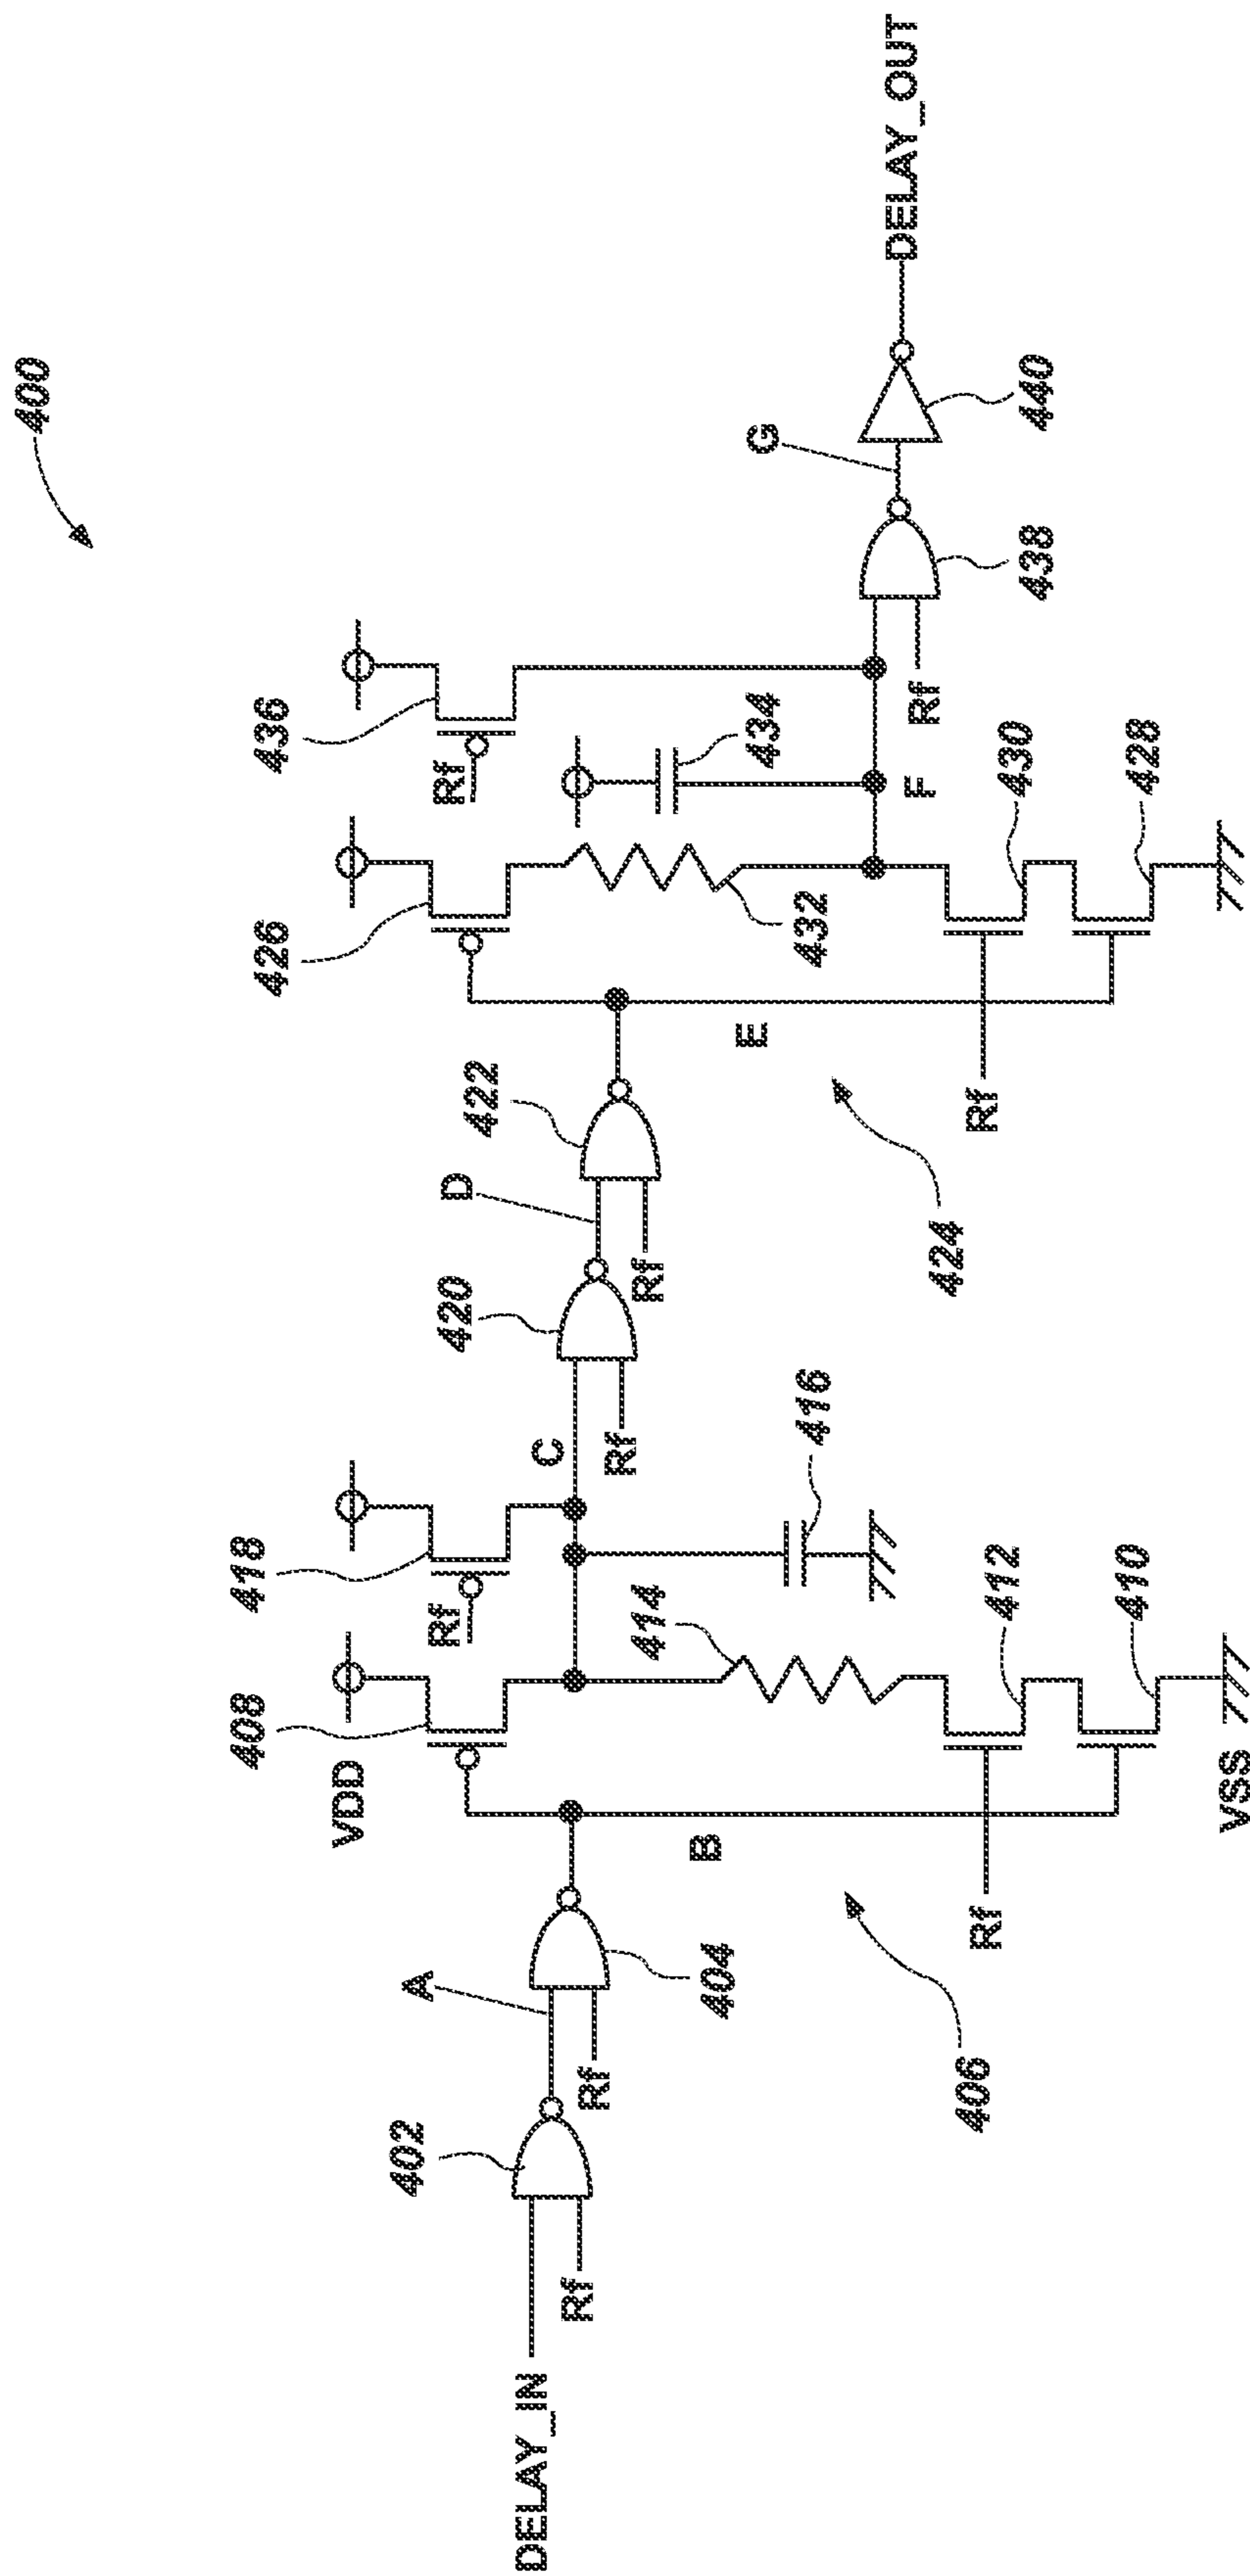 400
DELAY_IN
Rf
402
A
Rf
404
B
406
VDD
408
Rf
412
410
VSS
414
416
Rf
418
C
Rf
420
D
Rf
422
E
424
426
Rf
430
428
432
434
F
Rf
436
Rf
438
G
440
DELAY_OUT